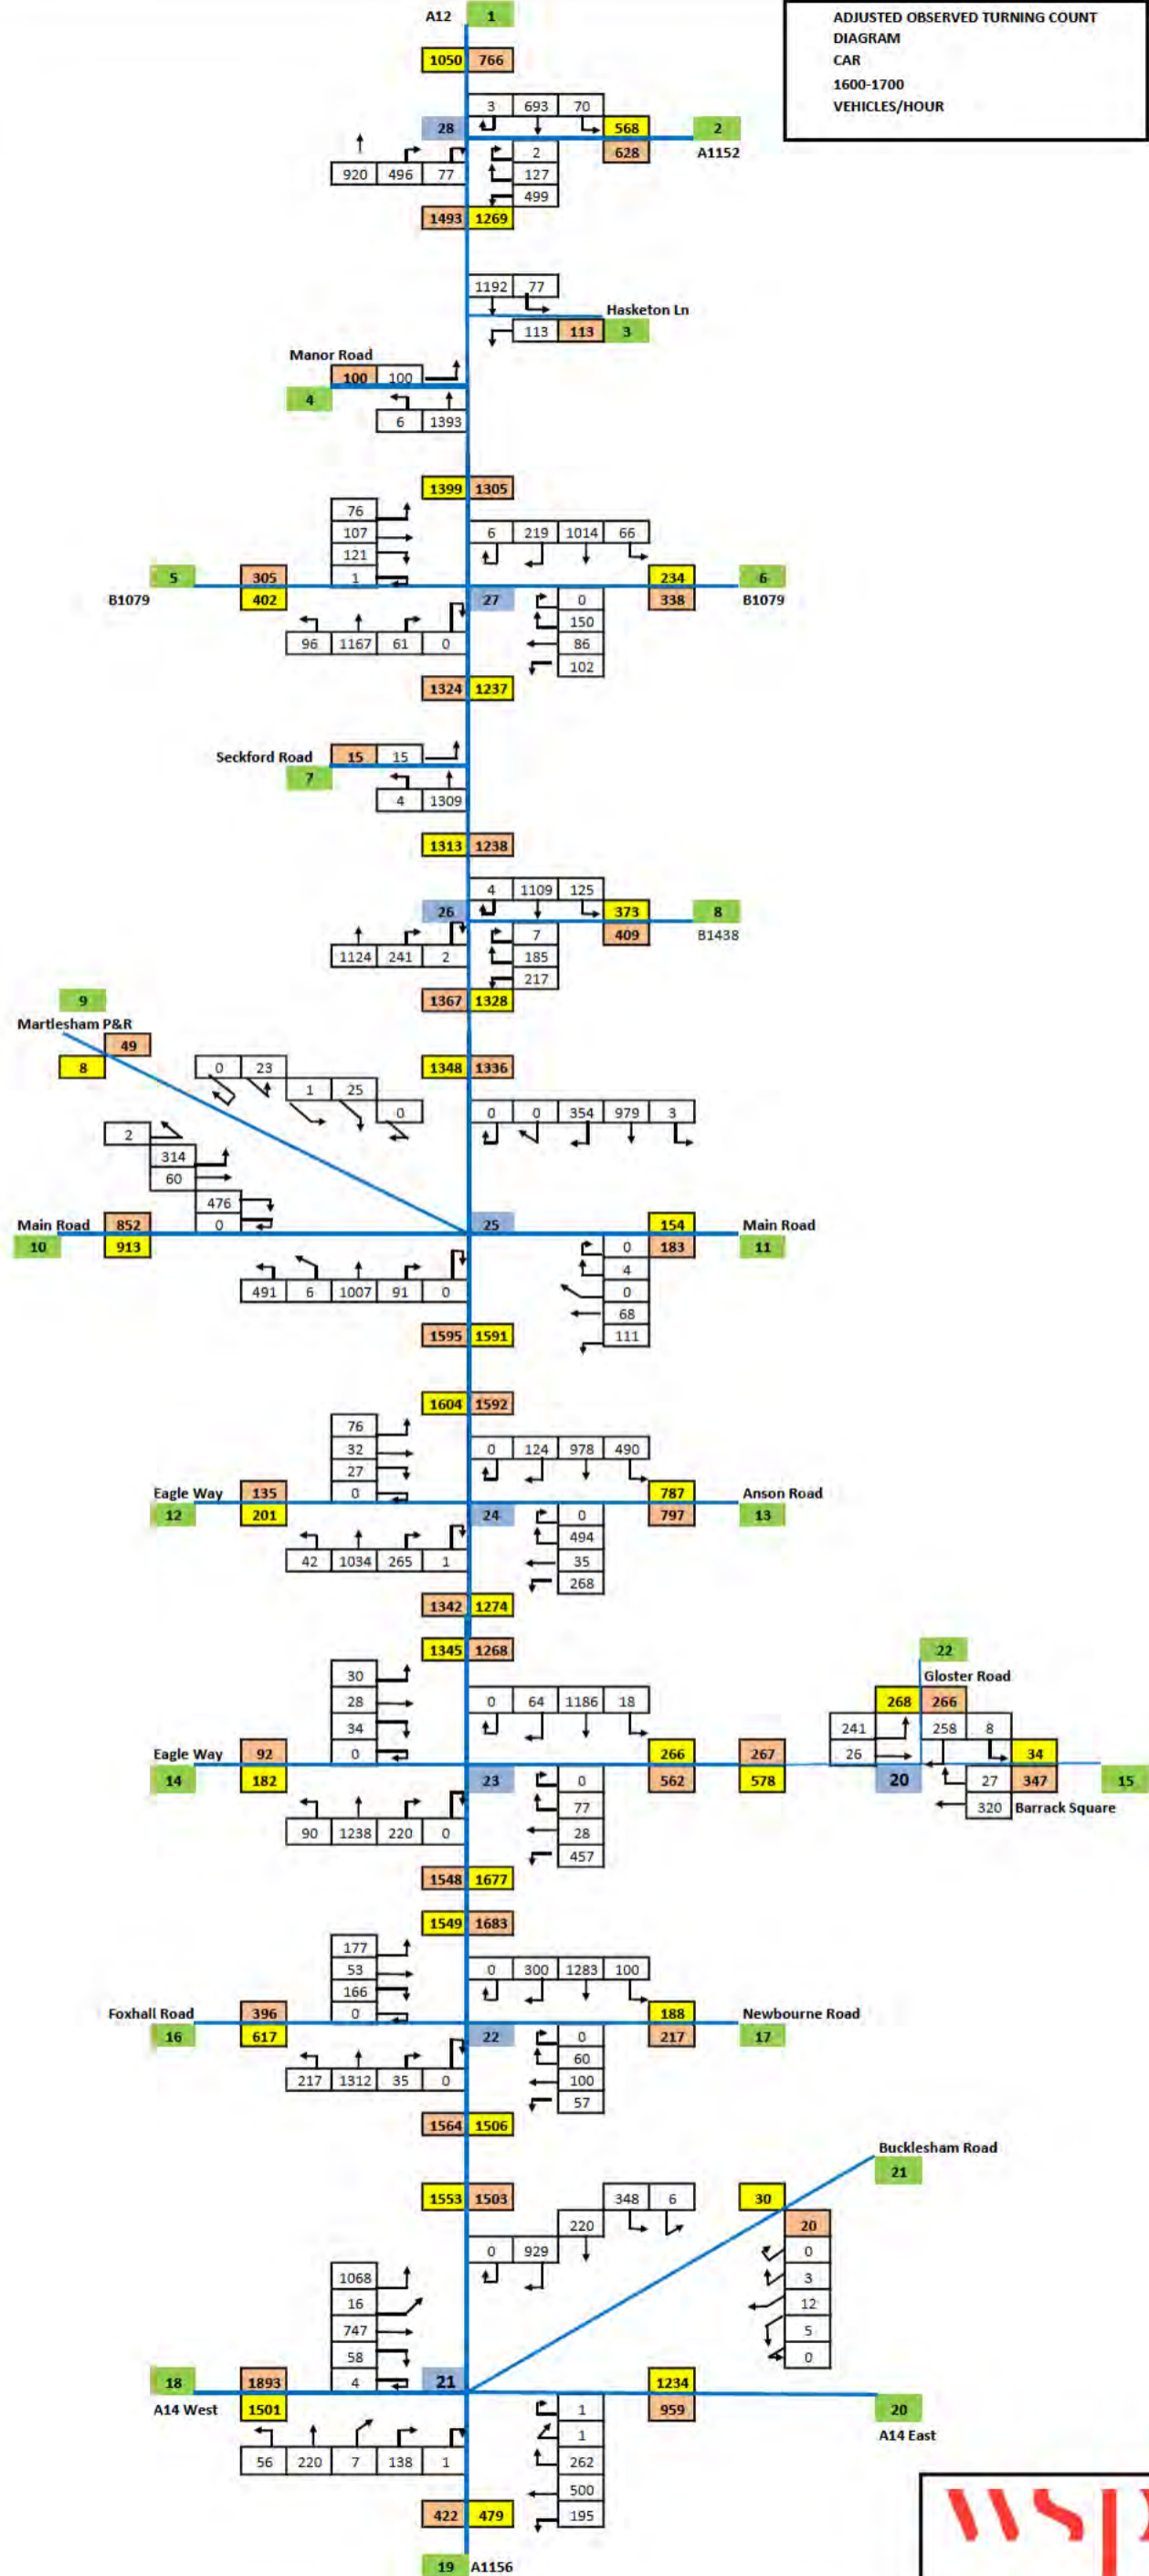 A12 1
ADJUSTED OBSERVED TURNING COUNT
DIAGRAM
CAR
1600-1700
VEHICLES/HOUR
1050 766
3 693 70
28 568 2
2 628 A1152
920 496 77 127
499
1493 1269
1192 77
Hasketon Ln
113 113 3
Manor Road
100 100
4
6 1393
1399 1305
76
107 6 219 1014 66
121
5 305 1 234 6
B1079 402 27 0 338 B1079
150
96 1167 61 0 86
102
1324 1237
Seckford Road 15 15
7
4 1309
1313 1238
4 1109 125
26 373 8
7 409 B1438
1124 241 2 185
217
1367 1328
9
Martlesham P&R
49
8 0 23 1348 1336
1 25
0 0 0 354 979 3
2
314
60
476
Main Road 852 0 25 154 Main Road
10 913 0 183 11
4
491 6 1007 91 0 0
68
1595 1591 111
1604 1592
76
32 0 124 978 490
27
Eagle Way 135 0 787 Anson Road
12 201 24 0 797 13
494
42 1034 265 1 35
268
1342 1274
1345 1268 22
30 Gloster Road
28 0 64 1186 18 268 266
34 241 258 8
Eagle Way 92 0 266 267 26 34
14 182 23 0 562 578 20 27 347 15
77 320 Barrack Square
90 1238 220 0 28
457
1548 1677
1549 1683
177
53 0 300 1283 100
166
Foxhall Road 396 0 188 Newbourne Road
16 617 22 0 217 17
60
217 1312 35 0 100
57
1564 1506
Bucklesham Road
21
1553 1503 348 6 30
220 20
0 929 0
1068 3
16 12
747 5
58 0
18 1893 4 21 1234
A14 West 1501 1 959 20
1 A14 East
56 220 7 138 1 262
500
422 479 195
19 A1156
wsp